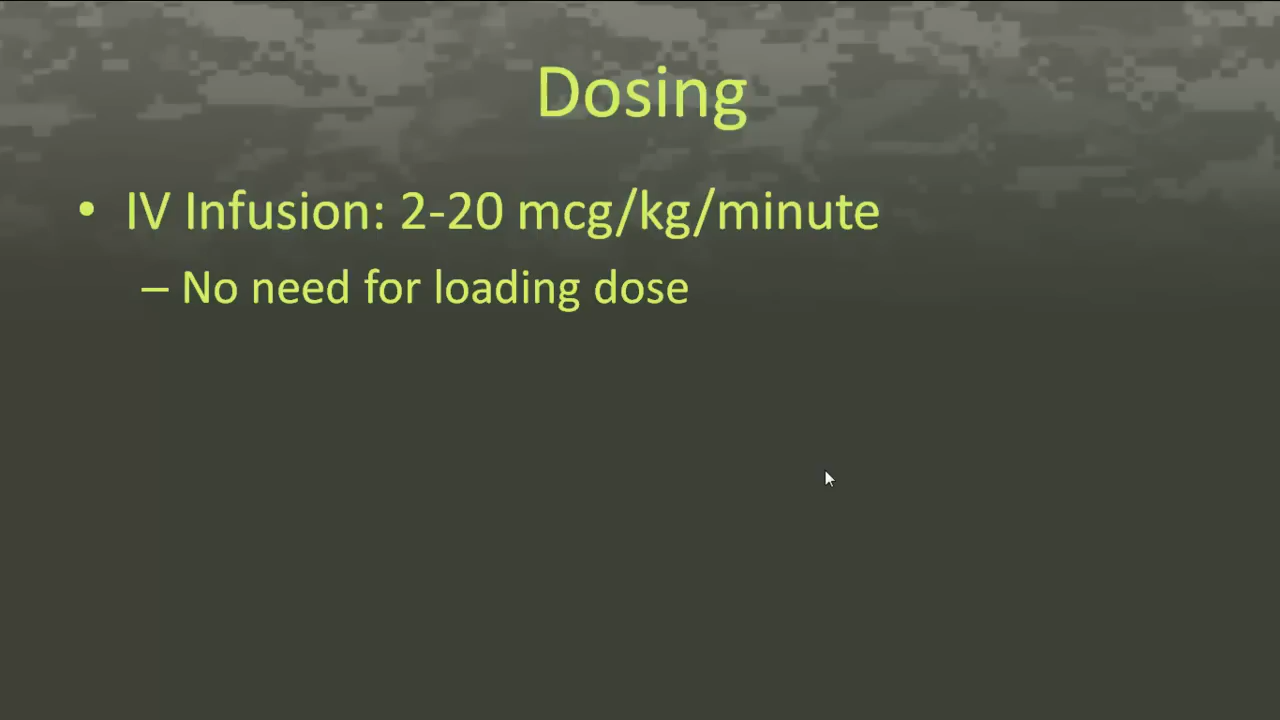 Dosing
• IV Infusion: 2-20 mcg/kg/minute
– No need for loading dose